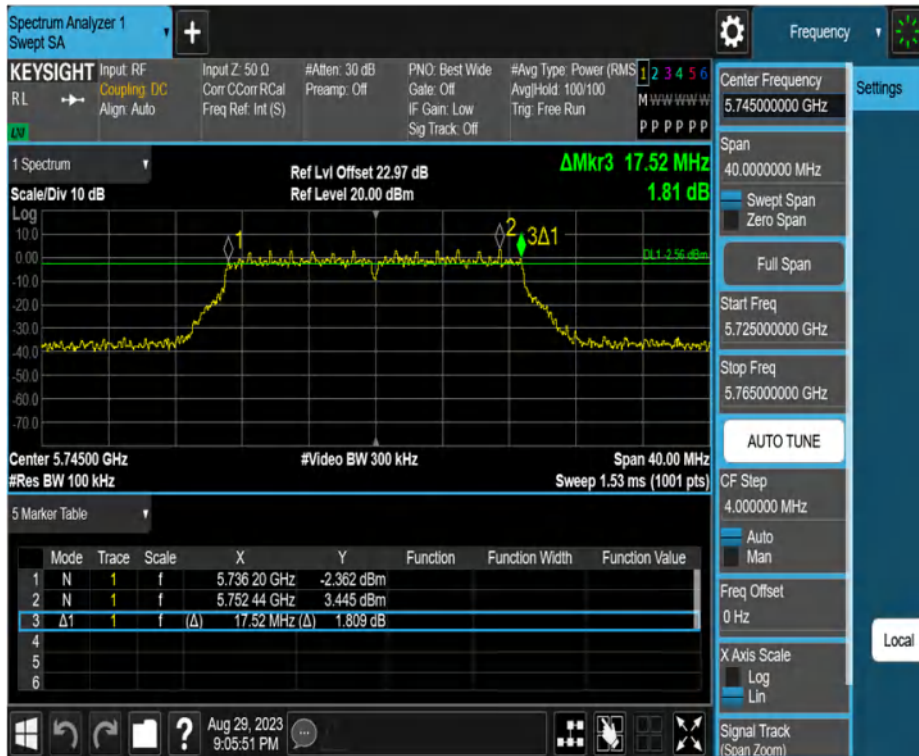 Spectrum Analyzer 1
Swept SA
+
Frequency
KEYSIGHT
RL
LXI
Input: RF
Coupling: DC
Align: Auto
Input Z: 50 Ω
Corr CCorr RCal
Freq Ref: Int (S)
#Atten: 30 dB
Preamp: Off
PNO: Best Wide
Gate: Off
IF Gain: Low
Sig Track: Off
#Avg Type: Power (RMS
Avg|Hold: 100/100
Trig: Free Run
1 2 3 4 5 6
M W W W W W
P P P P P P
1 Spectrum
Scale/Div 10 dB
Ref Lvl Offset 22.97 dB
Ref Level 20.00 dBm
ΔMkr3 17.52 MHz
1.81 dB
Log
10.0
0.00
-10.0
-20.0
-30.0
-40.0
-50.0
-60.0
-70.0
1
2
3Δ1
DL1 -2.56 dBm
Center 5.74500 GHz
#Res BW 100 kHz
#Video BW 300 kHz
Span 40.00 MHz
Sweep 1.53 ms (1001 pts)
5 Marker Table
Mode Trace Scale X Y Function Function Width Function Value
1 N 1 f 5.736 20 GHz -2.362 dBm
2 N 1 f 5.752 44 GHz 3.445 dBm
3 Δ1 1 f (Δ) 17.52 MHz (Δ) 1.809 dB
4
5
6
Aug 29, 2023
9:05:51 PM
Center Frequency
5.745000000 GHz
Span
40.0000000 MHz
Swept Span
Zero Span
Full Span
Start Freq
5.725000000 GHz
Stop Freq
5.765000000 GHz
AUTO TUNE
CF Step
4.000000 MHz
Auto
Man
Freq Offset
0 Hz
X Axis Scale
Log
Lin
Signal Track
(Span Zoom)
Settings
Local